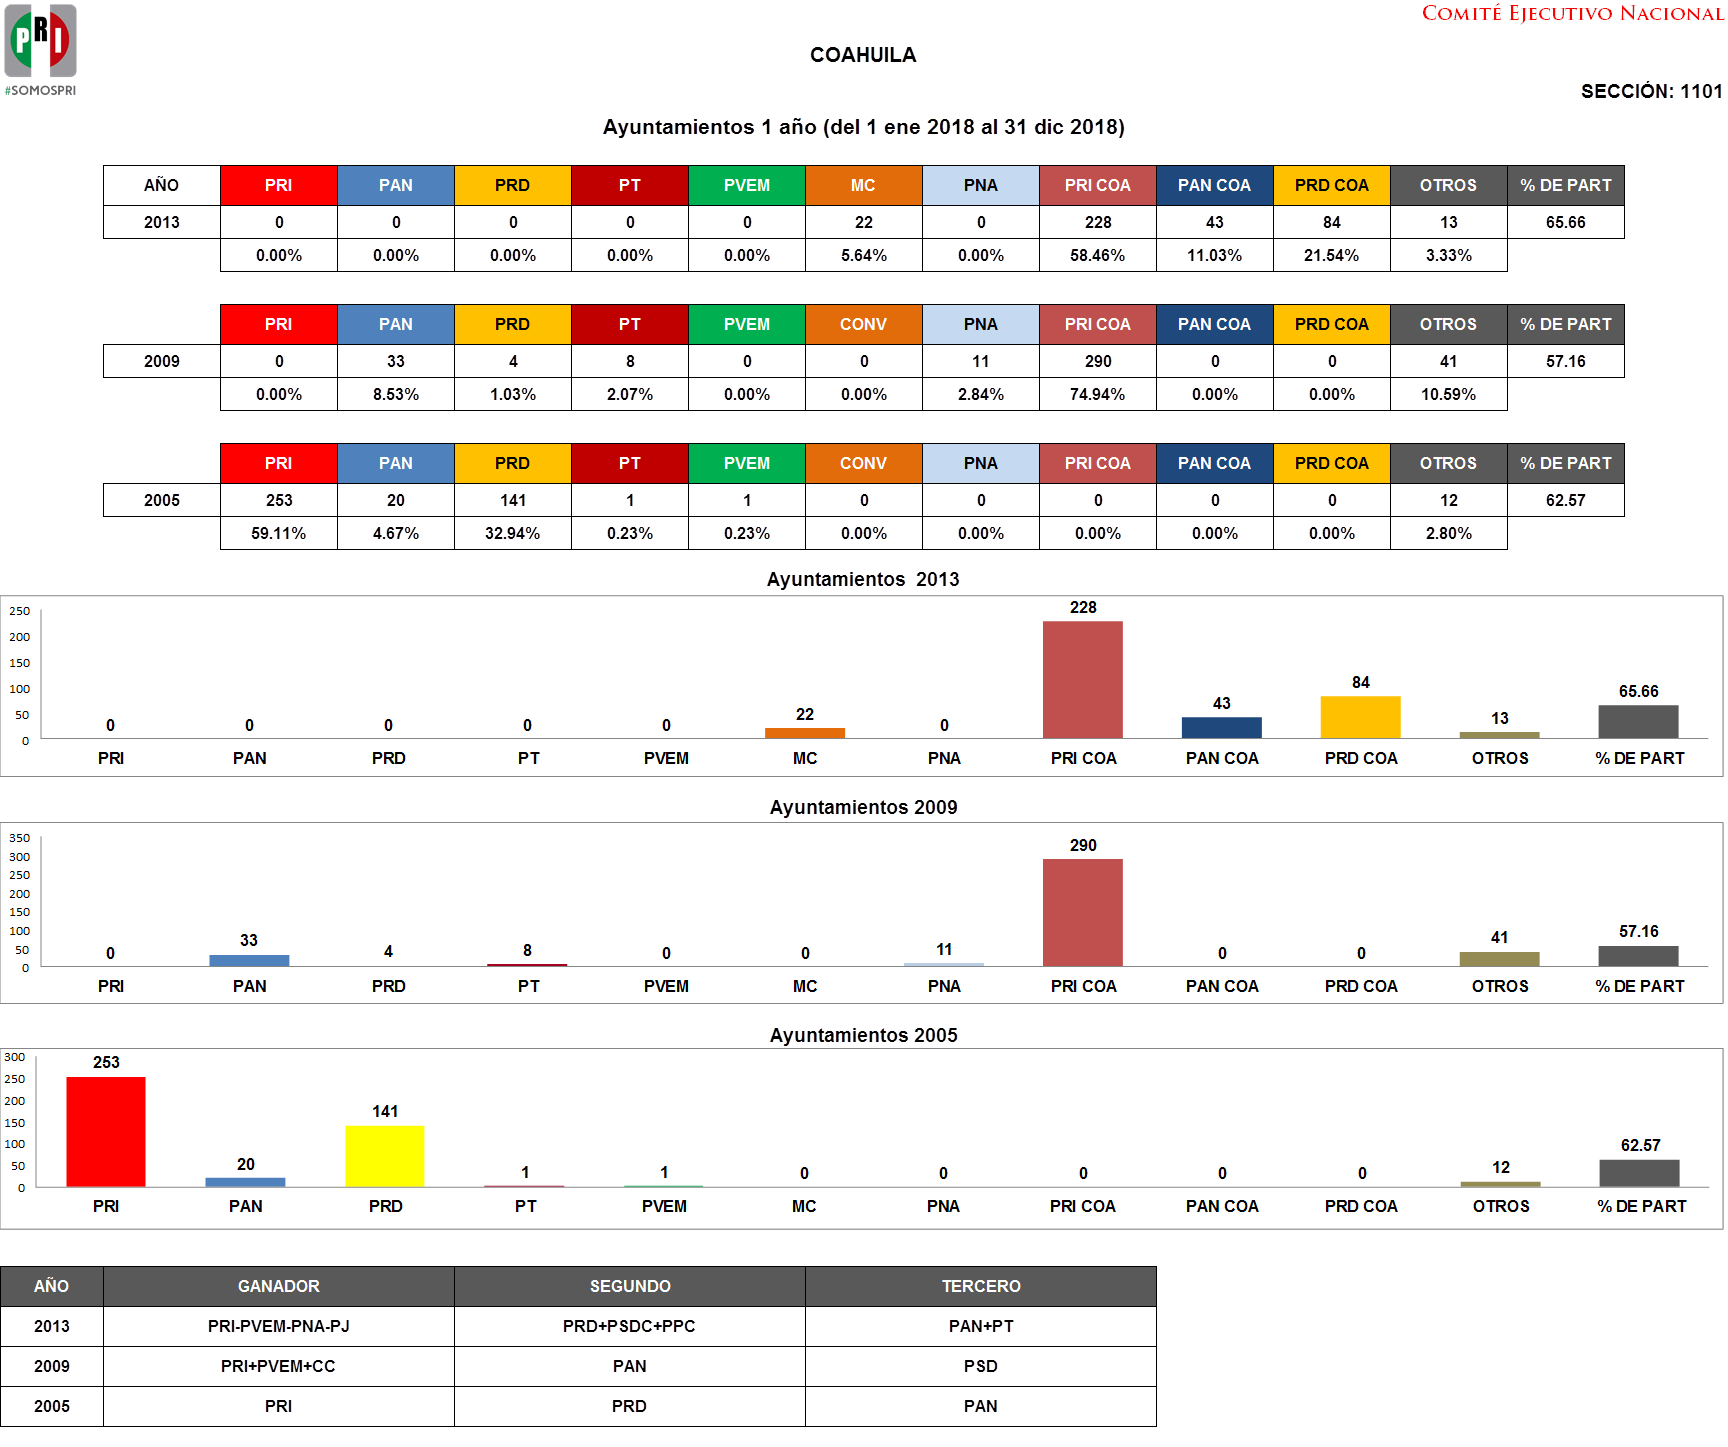 COMITÉ EJECUTIVO NACIONAL
PRI
#SOMOSPRI
COAHUILA
SECCIÓN: 1101
Ayuntamientos 1 año (del 1 ene 2018 al 31 dic 2018)
AÑO PRI PAN PRD PT PVEM MC PNA PRI COA PAN COA PRD COA OTROS % DE PART
2013 0 0 0 0 0 22 0 228 43 84 13 65.66
0.00% 0.00% 0.00% 0.00% 0.00% 5.64% 0.00% 58.46% 11.03% 21.54% 3.33%
PRI PAN PRD PT PVEM CONV PNA PRI COA PAN COA PRD COA OTROS % DE PART
2009 0 33 4 8 0 0 11 290 0 0 41 57.16
0.00% 8.53% 1.03% 2.07% 0.00% 0.00% 2.84% 74.94% 0.00% 0.00% 10.59%
PRI PAN PRD PT PVEM CONV PNA PRI COA PAN COA PRD COA OTROS % DE PART
2005 253 20 141 1 1 0 0 0 0 0 12 62.57
59.11% 4.67% 32.94% 0.23% 0.23% 0.00% 0.00% 0.00% 0.00% 0.00% 2.80%
Ayuntamientos 2013
250
200
150
100
50
0
0 0 0 0 0 22 0 228 43 84 13 65.66
PRI PAN PRD PT PVEM MC PNA PRI COA PAN COA PRD COA OTROS % DE PART
Ayuntamientos 2009
350
300
250
200
150
100
50
0
0 33 4 8 0 0 11 290 0 0 41 57.16
PRI PAN PRD PT PVEM MC PNA PRI COA PAN COA PRD COA OTROS % DE PART
Ayuntamientos 2005
300
250
200
150
100
50
0
253 20 141 1 1 0 0 0 0 0 12 62.57
PRI PAN PRD PT PVEM MC PNA PRI COA PAN COA PRD COA OTROS % DE PART
AÑO GANADOR SEGUNDO TERCERO
2013 PRI-PVEM-PNA-PJ PRD+PSDC+PPC PAN+PT
2009 PRI+PVEM+CC PAN PSD
2005 PRI PRD PAN